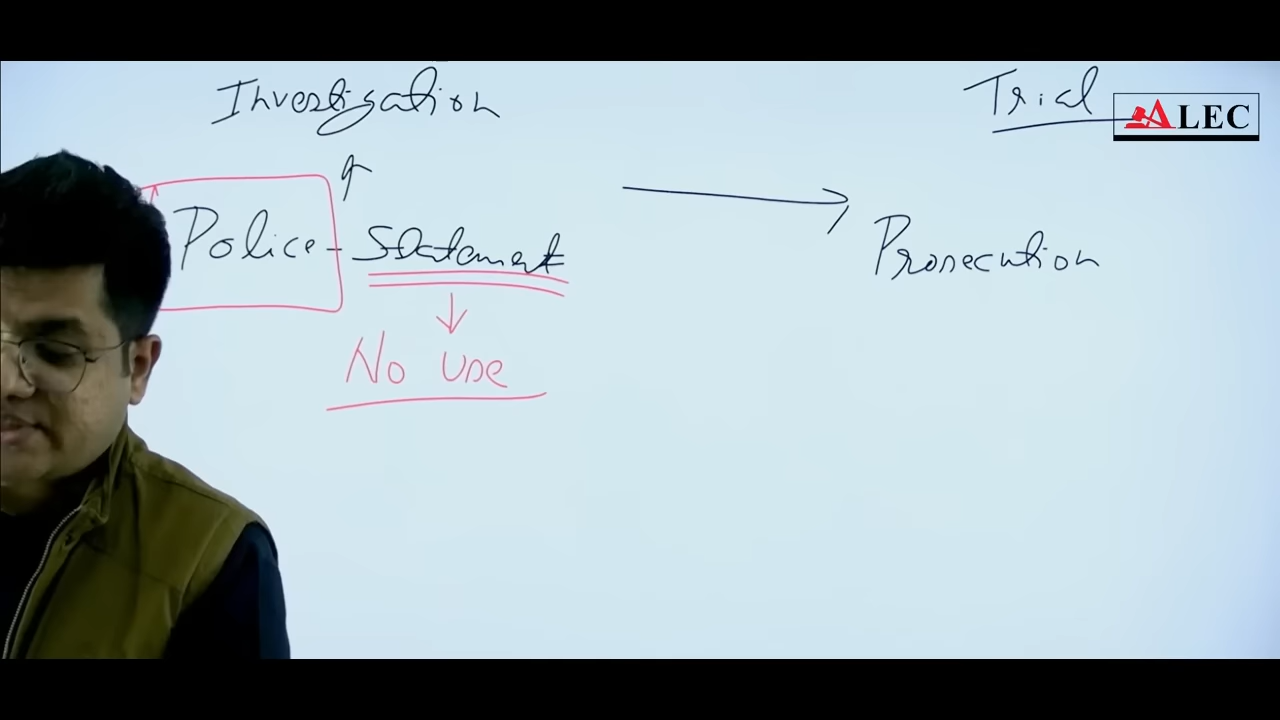 Investigation
Trial
ALEC
Police - Statement
Prosecution
No use